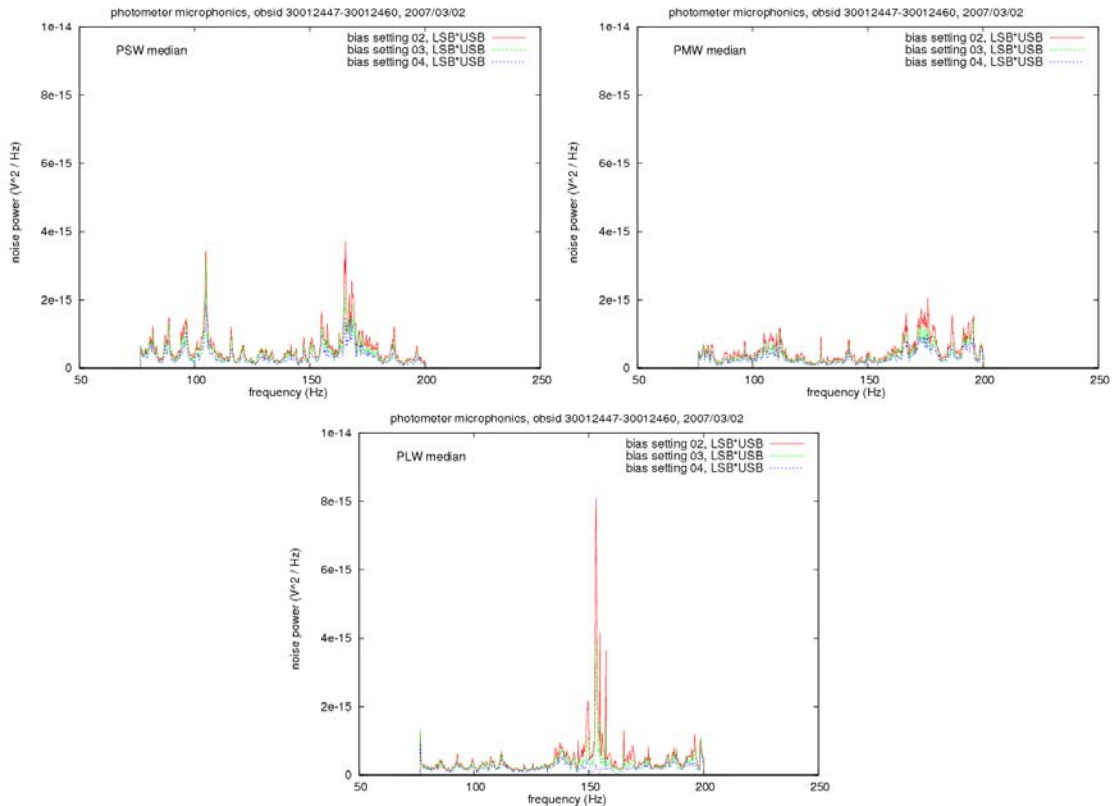 photometer microphonics, obsid 30012447-30012460, 2007/03/02
1e-14
8e-15
6e-15
4e-15
2e-15
0
noise power (V^2 / Hz)
PSW median
bias setting 02, LSB*USB
bias setting 03, LSB*USB
bias setting 04, LSB*USB
50 100 150 200 250
frequency (Hz)
photometer microphonics, obsid 30012447-30012460, 2007/03/02
1e-14
8e-15
6e-15
4e-15
2e-15
0
noise power (V^2 / Hz)
PMW median
bias setting 02, LSB*USB
bias setting 03, LSB*USB
bias setting 04, LSB*USB
50 100 150 200 250
frequency (Hz)
photometer microphonics, obsid 30012447-30012460, 2007/03/02
1e-14
8e-15
6e-15
4e-15
2e-15
0
noise power (V^2 / Hz)
PLW median
bias setting 02, LSB*USB
bias setting 03, LSB*USB
bias setting 04, LSB*USB
50 100 150 200 250
frequency (Hz)